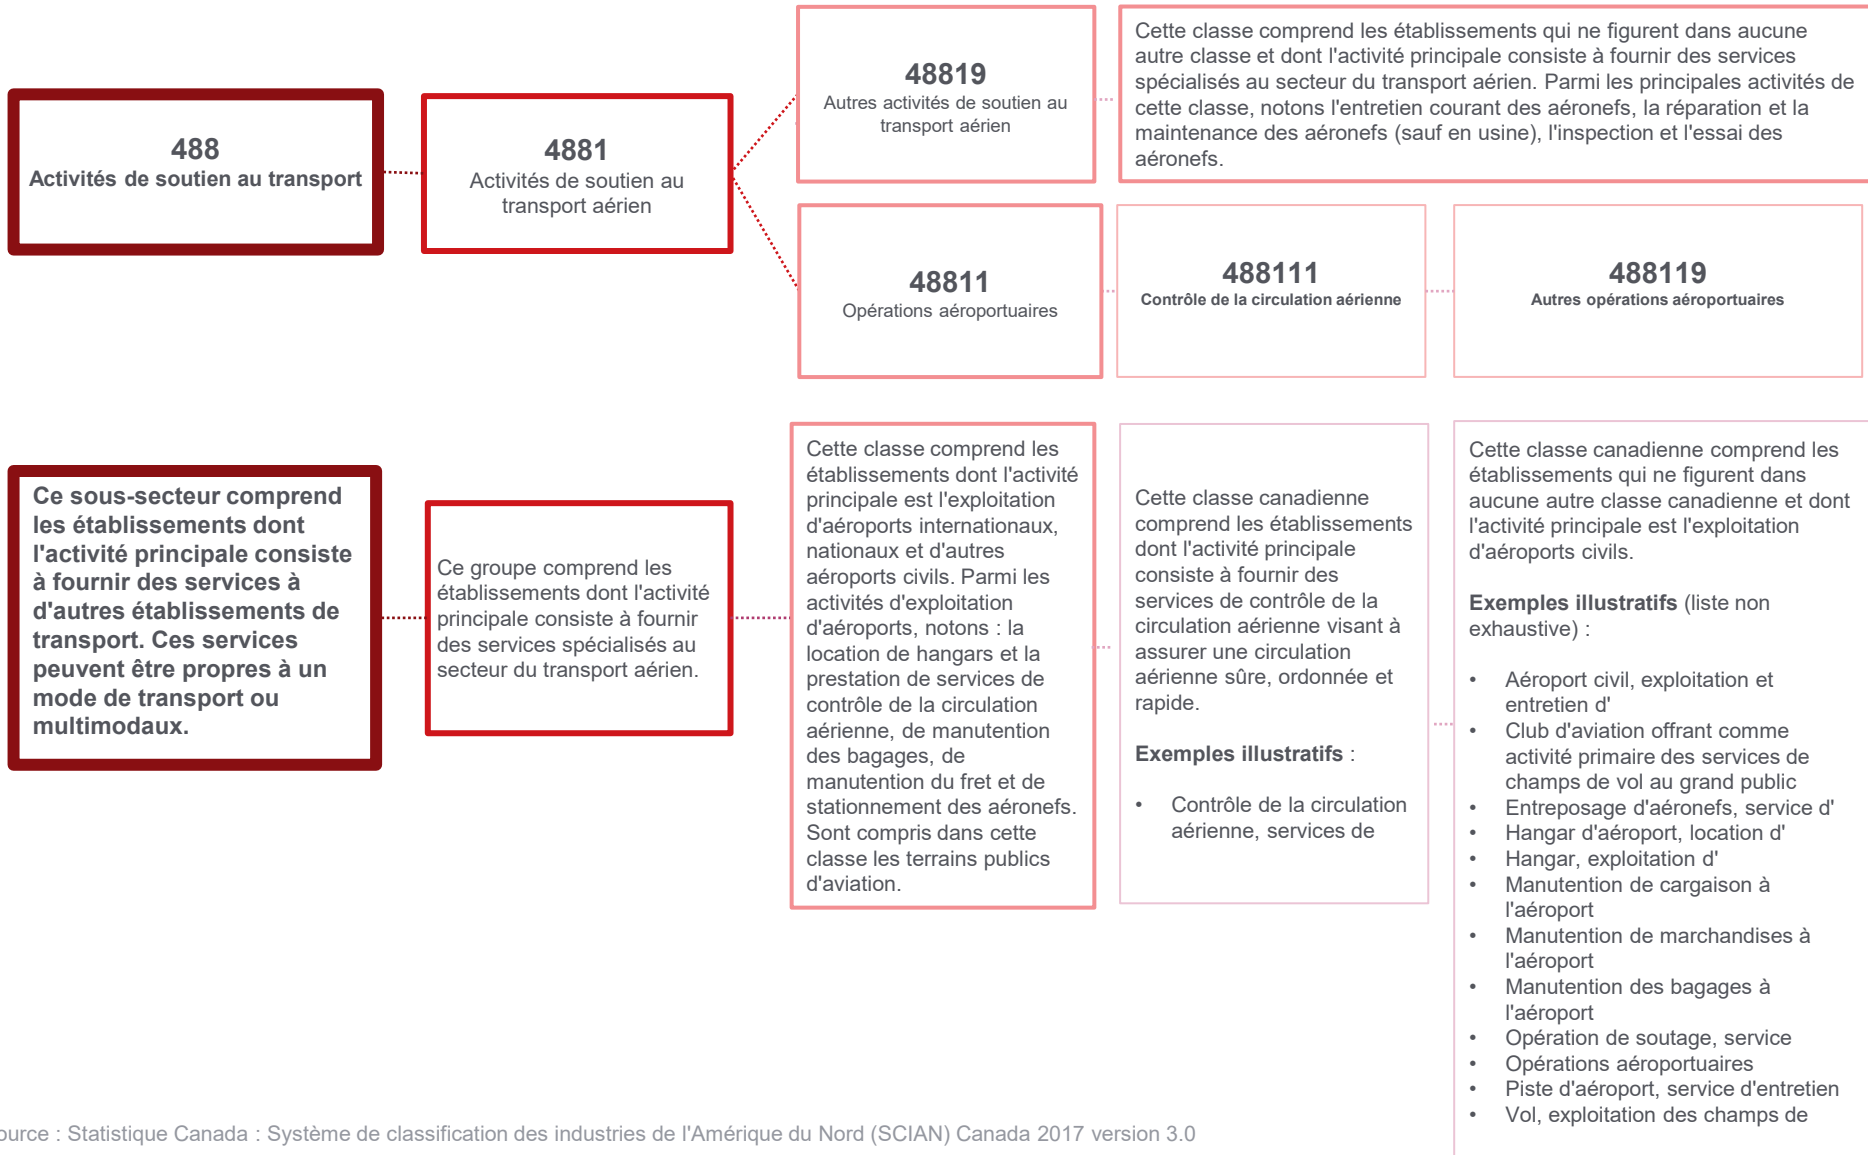 488
Activités de soutien au transport
4881
Activités de soutien au
transport aérien
48819
Autres activités de soutien au
transport aérien
Cette classe comprend les établissements qui ne figurent dans aucune
autre classe et dont l'activité principale consiste à fournir des services
spécialisés au secteur du transport aérien. Parmi les principales activités de
cette classe, notons l'entretien courant des aéronefs, la réparation et la
maintenance des aéronefs (sauf en usine), l'inspection et l'essai des
aéronefs.
48811
Opérations aéroportuaires
488111
Contrôle de la circulation aérienne
488119
Autres opérations aéroportuaires
Ce sous-secteur comprend
les établissements dont
l'activité principale consiste
à fournir des services à
d'autres établissements de
transport. Ces services
peuvent être propres à un
mode de transport ou
multimodaux.
Ce groupe comprend les
établissements dont l'activité
principale consiste à fournir
des services spécialisés au
secteur du transport aérien.
Cette classe comprend les
établissements dont l'activité
principale est l'exploitation
d'aéroports internationaux,
nationaux et d'autres
aéroports civils. Parmi les
activités d'exploitation
d'aéroports, notons : la
location de hangars et la
prestation de services de
contrôle de la circulation
aérienne, de manutention
des bagages, de
manutention du fret et de
stationnement des aéronefs.
Sont compris dans cette
classe les terrains publics
d'aviation.
Cette classe canadienne
comprend les établissements
dont l'activité principale
consiste à fournir des
services de contrôle de la
circulation aérienne visant à
assurer une circulation
aérienne sûre, ordonnée et
rapide.
Exemples illustratifs :
• Contrôle de la circulation
aérienne, services de
Cette classe canadienne comprend les
établissements qui ne figurent dans
aucune autre classe canadienne et dont
l'activité principale est l'exploitation
d'aéroports civils.
Exemples illustratifs (liste non
exhaustive) :
• Aéroport civil, exploitation et
entretien d'
• Club d'aviation offrant comme
activité primaire des services de
champs de vol au grand public
• Entreposage d'aéronefs, service d'
• Hangar d'aéroport, location d'
• Hangar, exploitation d'
• Manutention de cargaison à
l'aéroport
• Manutention de marchandises à
l'aéroport
• Manutention des bagages à
l'aéroport
• Opération de soutage, service
• Opérations aéroportuaires
• Piste d'aéroport, service d'entretien
• Vol, exploitation des champs de
ource : Statistique Canada : Système de classification des industries de l'Amérique du Nord (SCIAN) Canada 2017 version 3.0